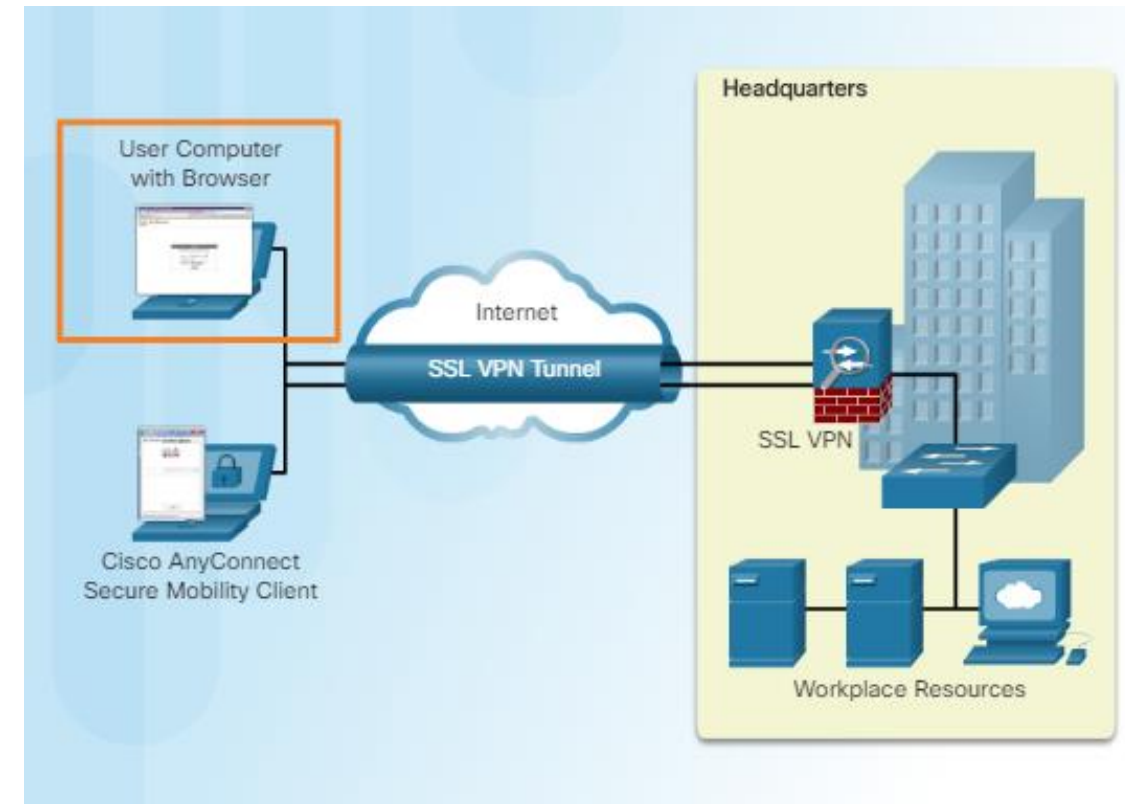 Headquarters
User Computer
with Browser
Internet
SSL VPN Tunnel
SSL VPN
Cisco AnyConnect
Secure Mobility Client
Workplace Resources